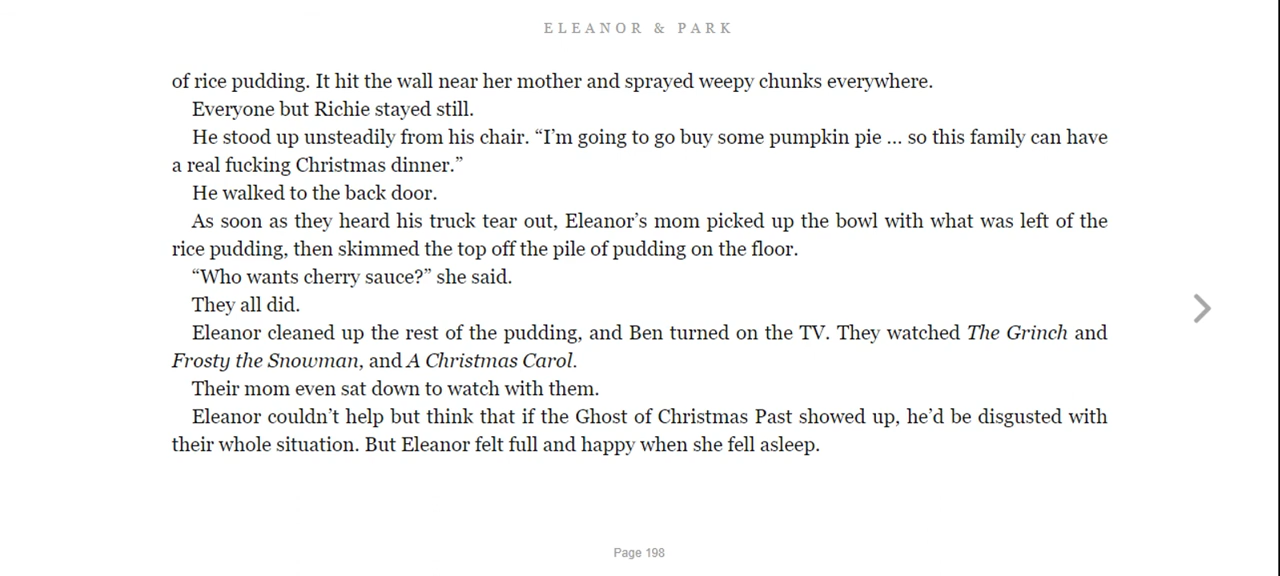 ELEANOR & PARK
of rice pudding. It hit the wall near her mother and sprayed weepy chunks everywhere.
Everyone but Richie stayed still.
He stood up unsteadily from his chair. “I’m going to go buy some pumpkin pie ... so this family can have
a real fucking Christmas dinner.”
He walked to the back door.
As soon as they heard his truck tear out, Eleanor’s mom picked up the bowl with what was left of the
rice pudding, then skimmed the top off the pile of pudding on the floor.
“Who wants cherry sauce?” she said.
They all did.
Eleanor cleaned up the rest of the pudding, and Ben turned on the TV. They watched The Grinch and
Frosty the Snowman, and A Christmas Carol.
Their mom even sat down to watch with them.
Eleanor couldn’t help but think that if the Ghost of Christmas Past showed up, he’d be disgusted with
their whole situation. But Eleanor felt full and happy when she fell asleep.
Page 198